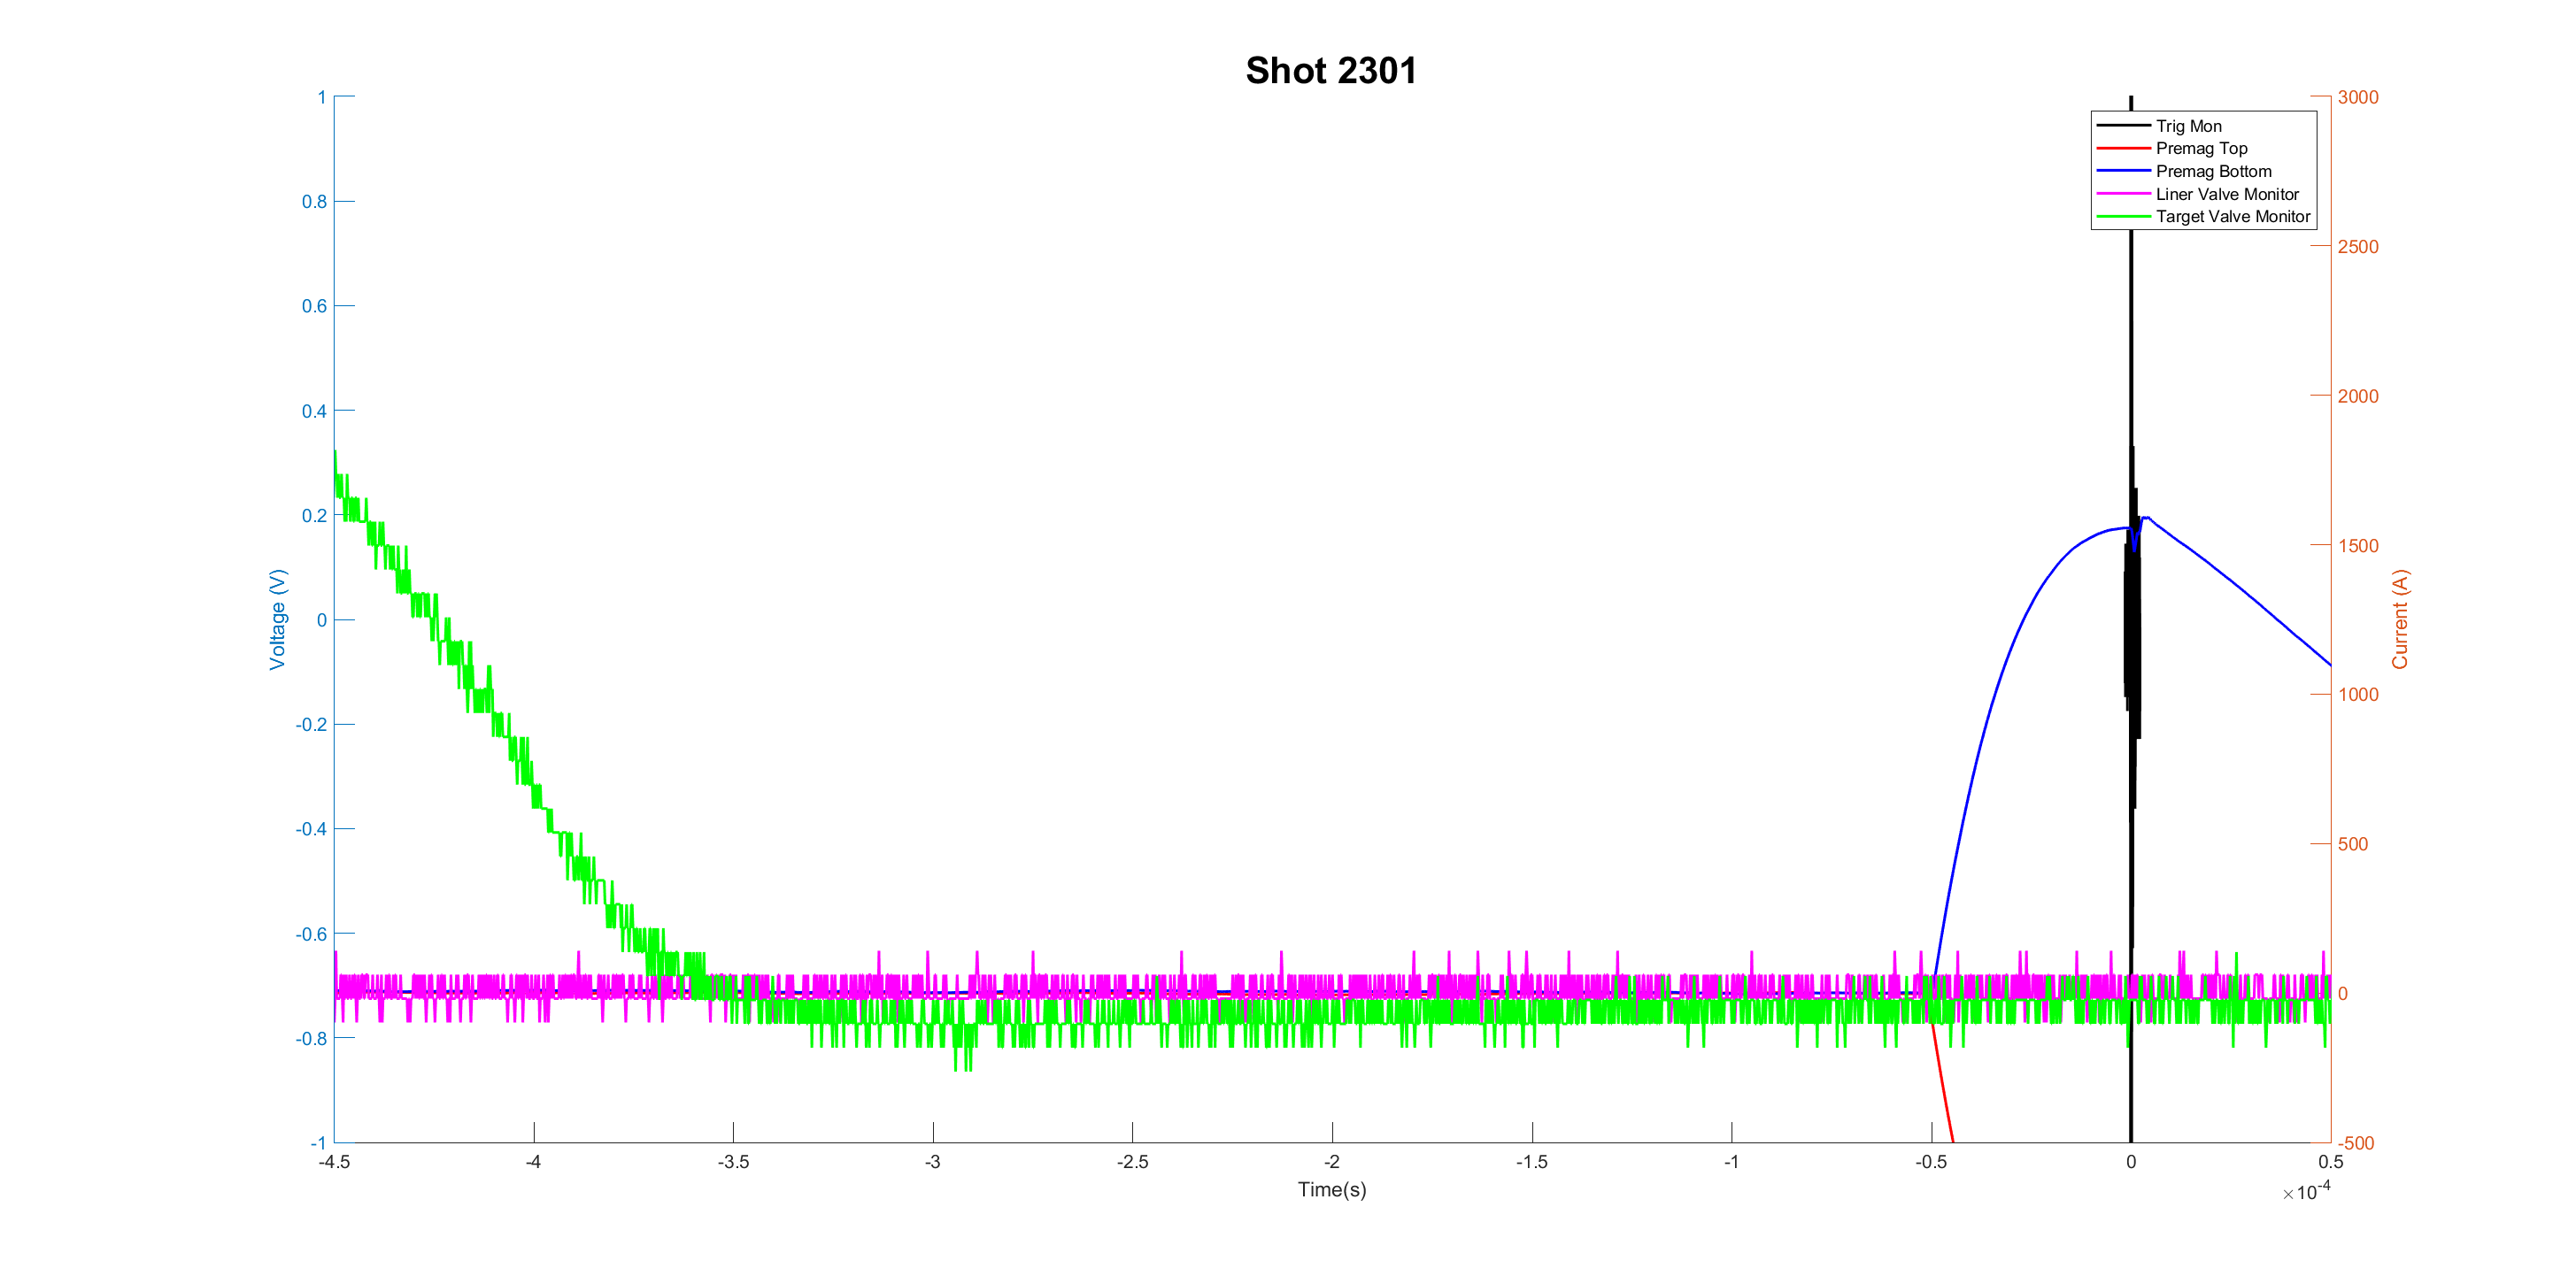 Shot 2301
1
0.8
0.6
0.4
0.2
0
-0.2
-0.4
-0.6
-0.8
-1
Voltage (V)
3000
2500
2000
1500
1000
500
0
-500
Current (A)
Trig Mon
Premag Top
Premag Bottom
Liner Valve Monitor
Target Valve Monitor
-4.5 -4 -3.5 -3 -2.5 -2 -1.5 -1 -0.5 0 0.5
Time(s)
×10-4